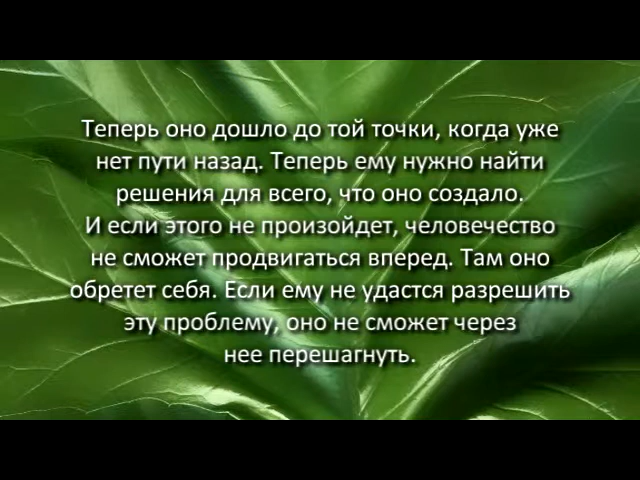 Теперь оно дошло до той точки, когда уже
нет пути назад. Теперь ему нужно найти
решения для всего, что оно создало.
И если этого не произойдет, человечество
не сможет продвигаться вперед. Там оно
обретет себя. Если ему не удастся разрешить
эту проблему, оно не сможет через
нее перешагнуть.